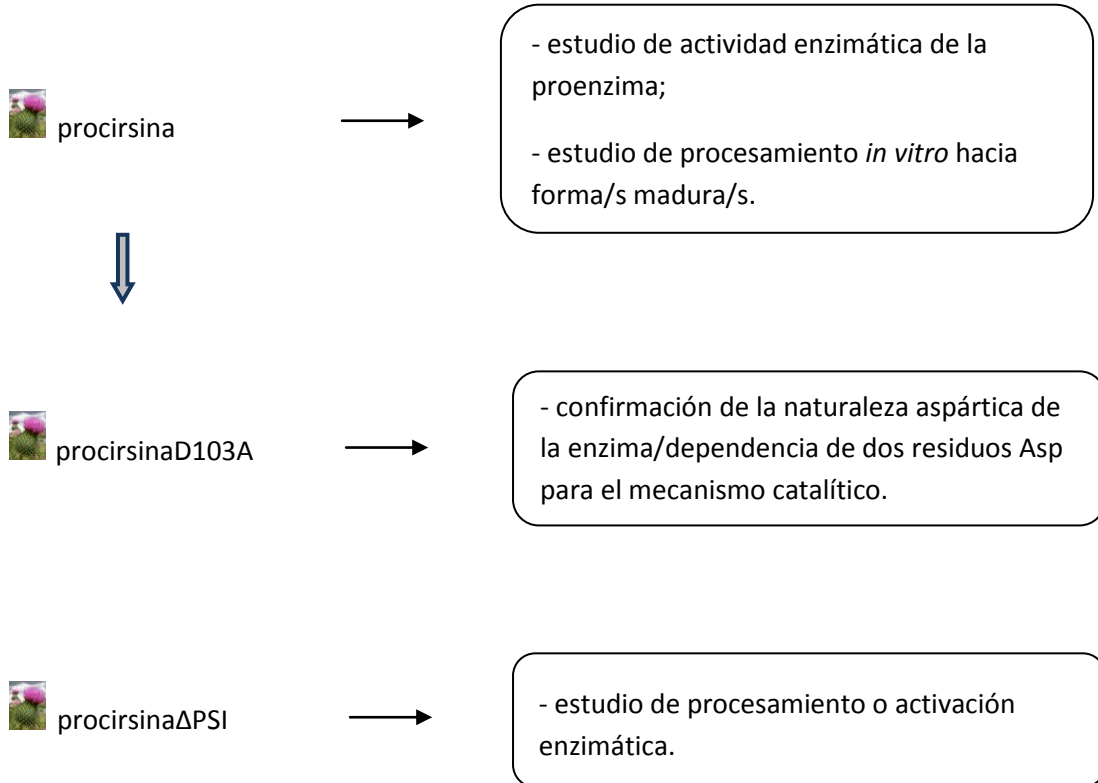 - estudio de actividad enzimática de la
proenzima;
procirsina
- estudio de procesamiento in vitro hacia
forma/s madura/s.
- confirmación de la naturaleza aspártica de
la enzima/dependencia de dos residuos Asp
para el mecanismo catalítico.
procirsinaD103A
- estudio de procesamiento o activación
enzimática.
procirsinaΔPSI